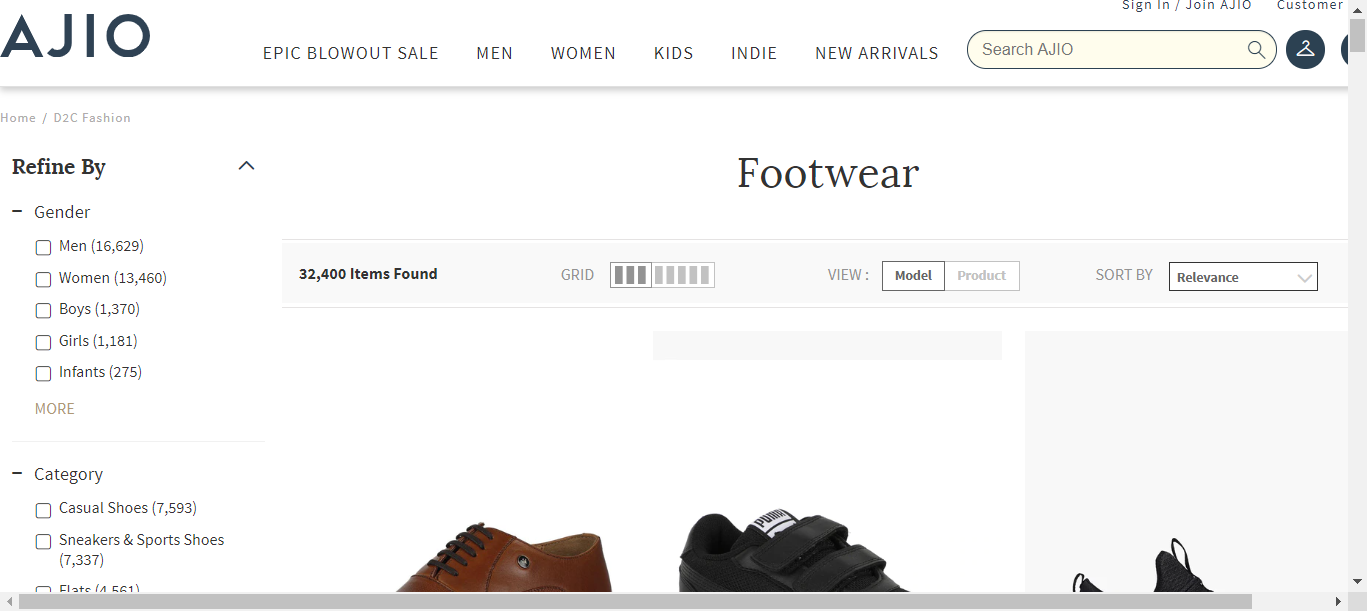 Sign In / Join AJIO Customer
AJIO
EPIC BLOWOUT SALE MEN WOMEN KIDS INDIE NEW ARRIVALS Search AJIO
Home / D2C Fashion
Refine By
Footwear
Gender
Men (16,629)
Women (13,460)
Boys (1,370)
Girls (1,181)
Infants (275)
MORE
32,400 Items Found GRID VIEW : Model Product SORT BY Relevance
Category
Casual Shoes (7,593)
Sneakers & Sports Shoes
(7,337)
Flats (4,561)
PUMA